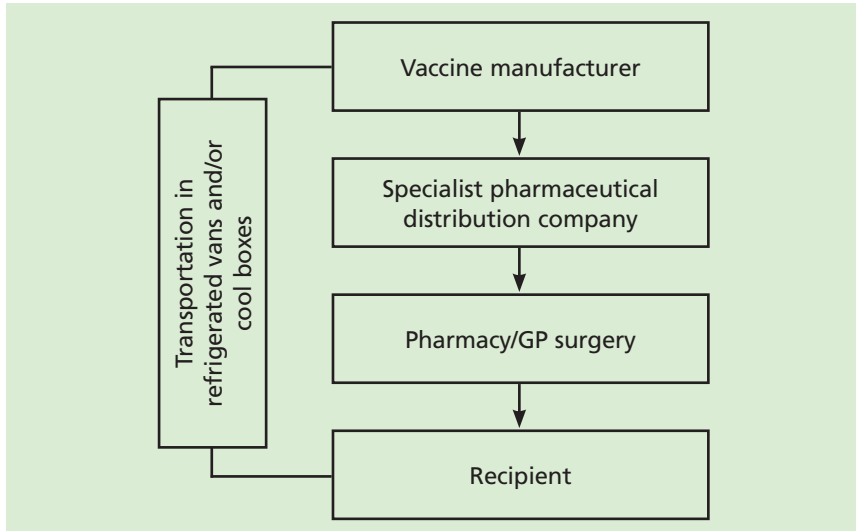 Vaccine manufacturer
Specialist pharmaceutical
distribution company
Pharmacy/GP surgery
Recipient
Transportation in
refrigerated vans and/or
cool boxes